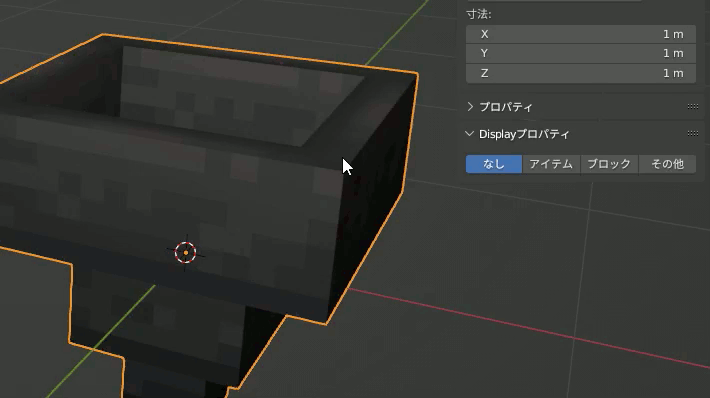 寸法:
X 1 m
Y 1 m
Z 1 m
プロパティ
Displayプロパティ
なし アイテム ブロック その他